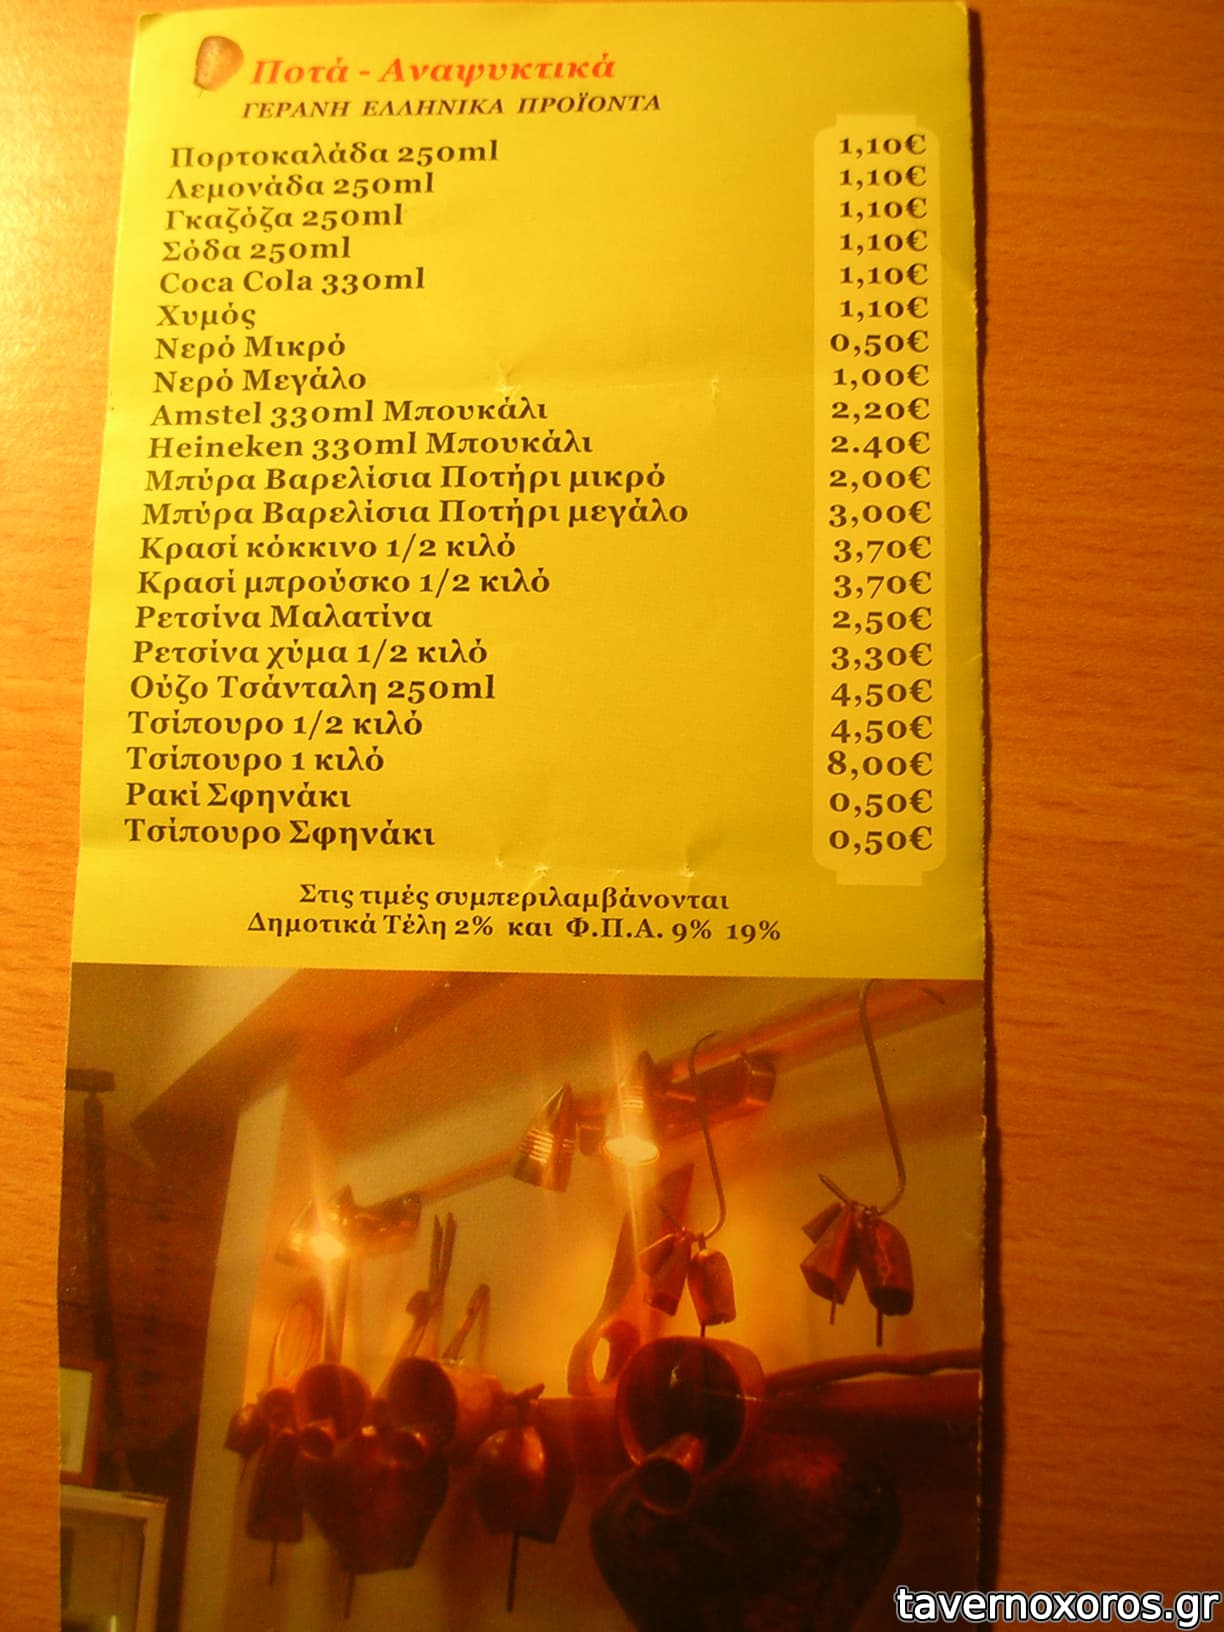 Ποτά - Αναψυκτικά
ΓΕΡΑΝΗ ΕΛΛΗΝΙΚΑ ΠΡΟΪΟΝΤΑ
Πορτοκαλάδα 250ml 1,10€
Λεμονάδα 250ml 1,10€
Γκαζόζα 250ml 1,10€
Σόδα 250ml 1,10€
Coca Cola 330ml 1,10€
Χυμός 1,10€
Νερό Μικρό 0,50€
Νερό Μεγάλο 1,00€
Amstel 330ml Μπουκάλι 2,20€
Heineken 330ml Μπουκάλι 2.40€
Μπύρα Βαρελίσια Ποτήρι μικρό 2,00€
Μπύρα Βαρελίσια Ποτήρι μεγάλο 3,00€
Κρασί κόκκινο 1/2 κιλό 3,70€
Κρασί μπρούσκο 1/2 κιλό 3,70€
Ρετσίνα Μαλατίνα 2,50€
Ρετσίνα χύμα 1/2 κιλό 3,30€
Ούζο Τσάνταλη 250ml 4,50€
Τσίπουρο 1/2 κιλό 4,50€
Τσίπουρο 1 κιλό 8,00€
Ρακί Σφηνάκι 0,50€
Τσίπουρο Σφηνάκι 0,50€
Στις τιμές συμπεριλαμβάνονται
Δημοτικά Τέλη 2% και Φ.Π.Α. 9% 19%
tavernoxoros.gr